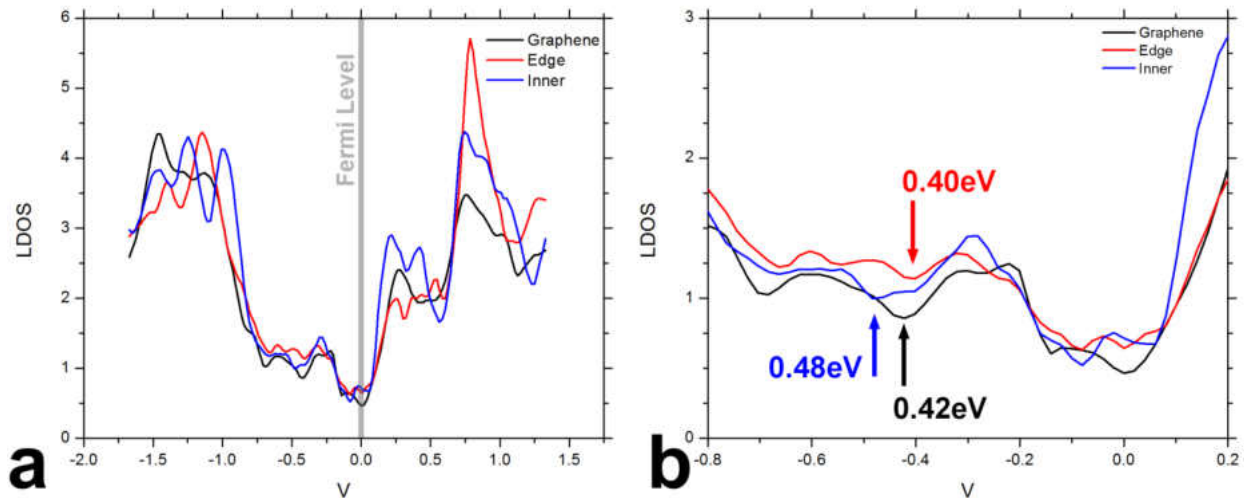 6
5
4
3
2
1
0
LDOS
-2.0 -1.5 -1.0 -0.5 0.0 0.5 1.0 1.5
V
Fermi Level
Graphene
Edge
Inner
a
3
2
1
0
LDOS
-0.8 -0.6 -0.4 -0.2 0.0 0.2
V
Graphene
Edge
Inner
0.40eV
0.48eV
0.42eV
b